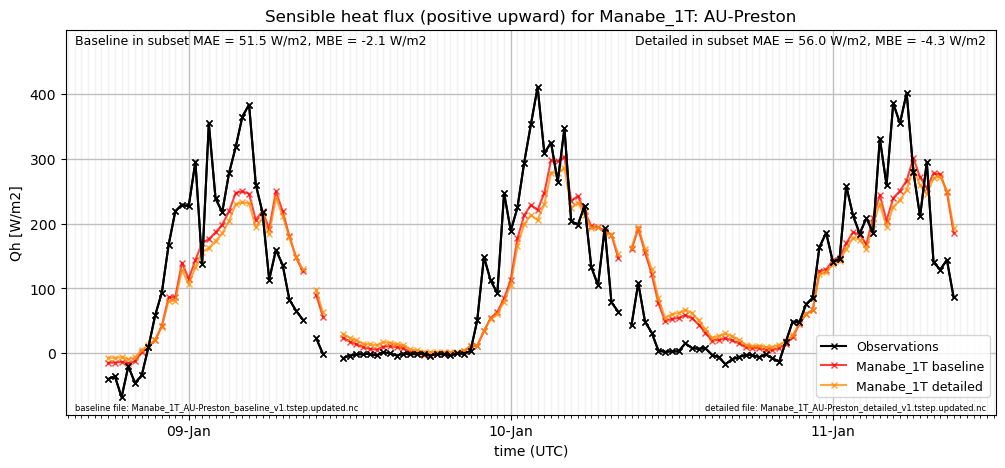 Sensible heat flux (positive upward) for Manabe_1T: AU-Preston
Baseline in subset MAE = 51.5 W/m2, MBE = -2.1 W/m2
Detailed in subset MAE = 56.0 W/m2, MBE = -4.3 W/m2
Qh [W/m2]
400
300
200
100
0
Observations
Manabe_1T baseline
Manabe_1T detailed
baseline file: Manabe_1T_AU-Preston_baseline_v1.tstep.updated.nc
detailed file: Manabe_1T_AU-Preston_detailed_v1.tstep.updated.nc
09-Jan
10-Jan
11-Jan
time (UTC)